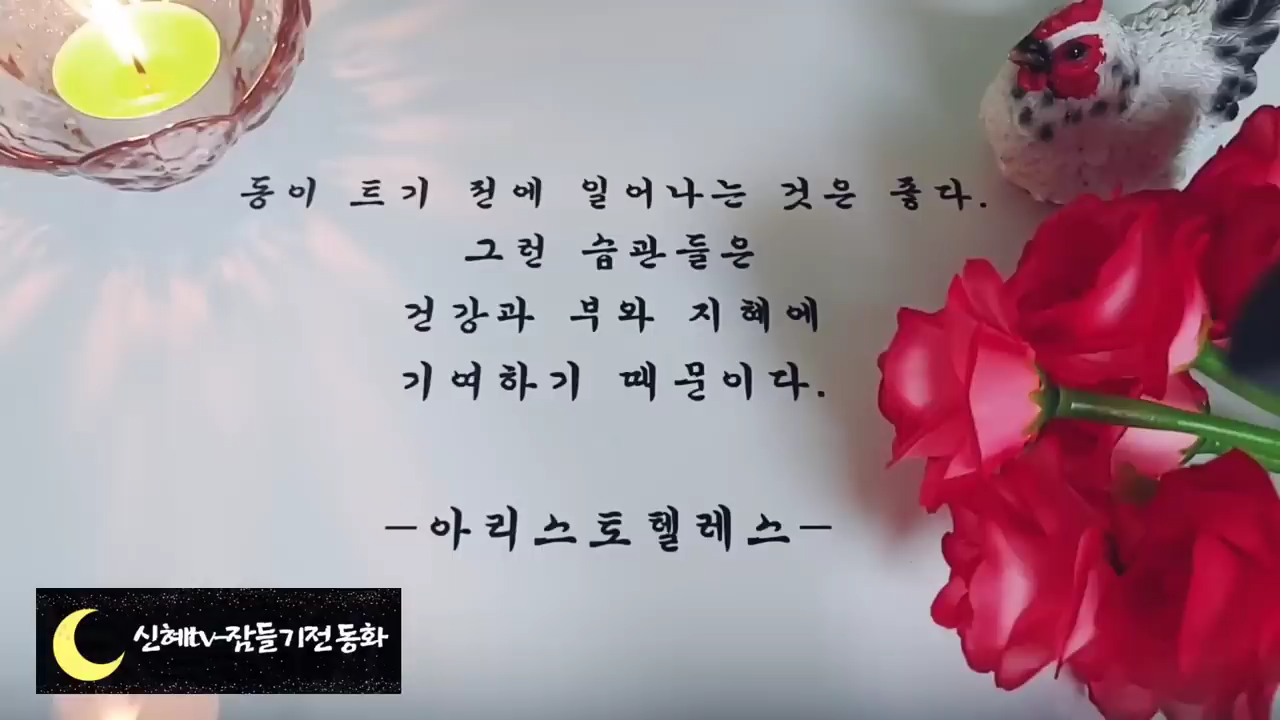 동이 트기 전에 일어나는 것은 좋다.
그런 습관들은
건강과 부와 지혜에
기여하기 때문이다.
-아리스토텔레스-
신혜tv-잠들기전 동화